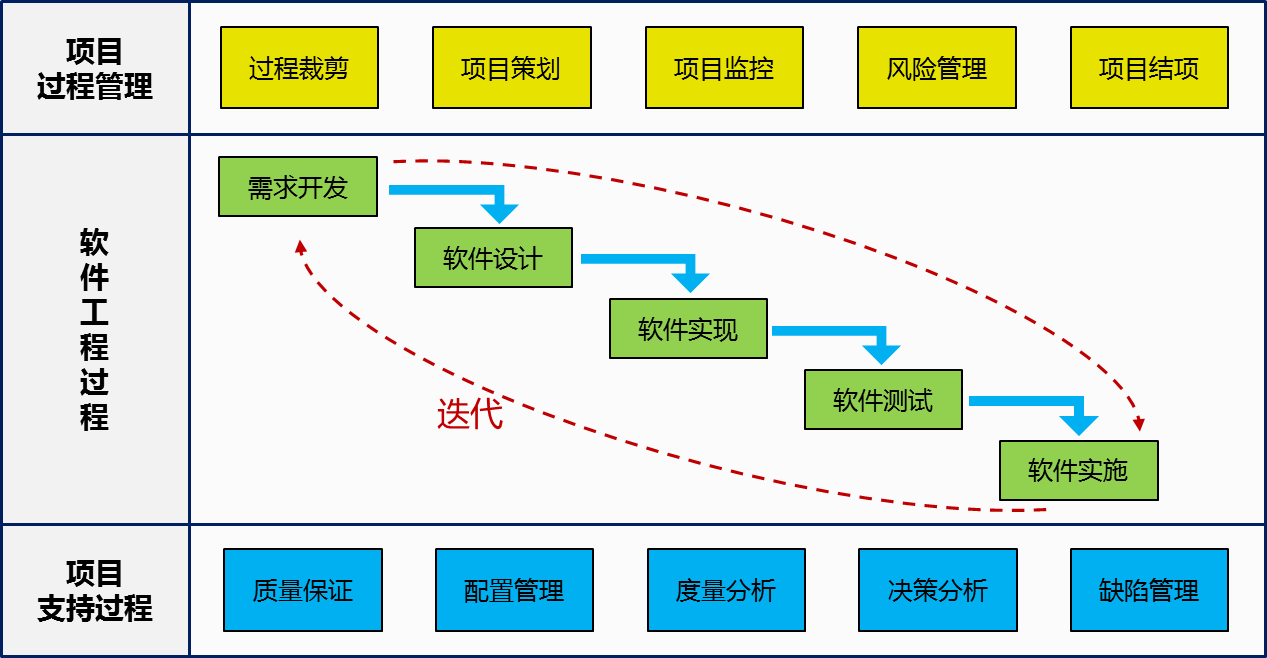 项目
过程管理
过程裁剪
项目策划
项目监控
风险管理
项目结项
软
件
工
程
过
程
需求开发
软件设计
软件实现
软件测试
软件实施
迭代
项目
支持过程
质量保证
配置管理
度量分析
决策分析
缺陷管理